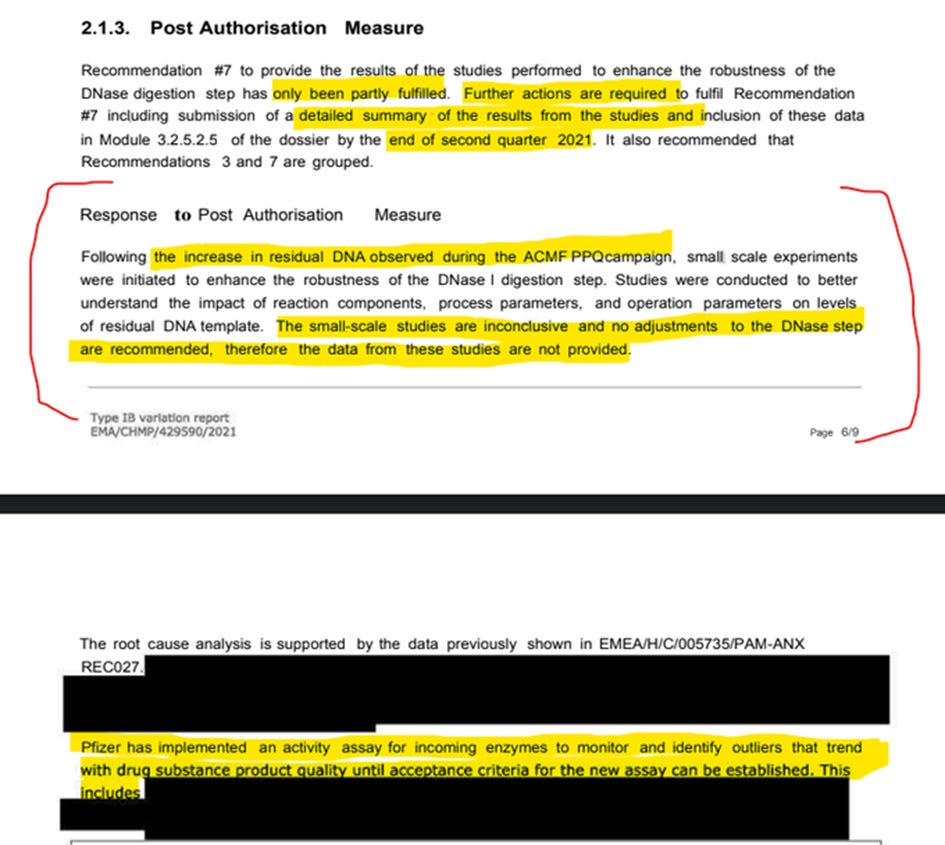 2.1.3. Post Authorisation Measure
Recommendation #7 to provide the results of the studies performed to enhance the robustness of the
DNase digestion step has only been partly fulfilled. Further actions are required to fulfil Recommendation
#7 including submission of a detailed summary of the results from the studies and inclusion of these data
in Module 3.2.5.2.5 of the dossier by the end of second quarter 2021. It also recommended that
Recommendations 3 and 7 are grouped.
Response to Post Authorisation Measure
Following the increase in residual DNA observed during the ACMF PPQcampaign, small scale experiments
were initiated to enhance the robustness of the DNase I digestion step. Studies were conducted to better
understand the impact of reaction components, process parameters, and operation parameters on levels
of residual DNA template. The small-scale studies are inconclusive and no adjustments to the DNase step
are recommended, therefore the data from these studies are not provided.
Type IB variation report
EMA/CHMP/429590/2021
Page 6/9
The root cause analysis is supported by the data previously shown in EMEA/H/C/005735/PAM-ANX
REC027.
Pfizer has implemented an activity assay for incoming enzymes to monitor and identify outliers that trend
with drug substance product quality until acceptance criteria for the new assay can be established. This
includes